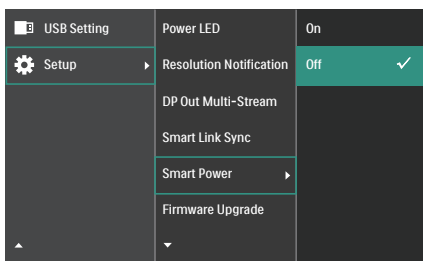 USB Setting
Setup
Power LED
Resolution Notification
DP Out Multi-Stream
Smart Link Sync
Smart Power
Firmware Upgrade
On
Off